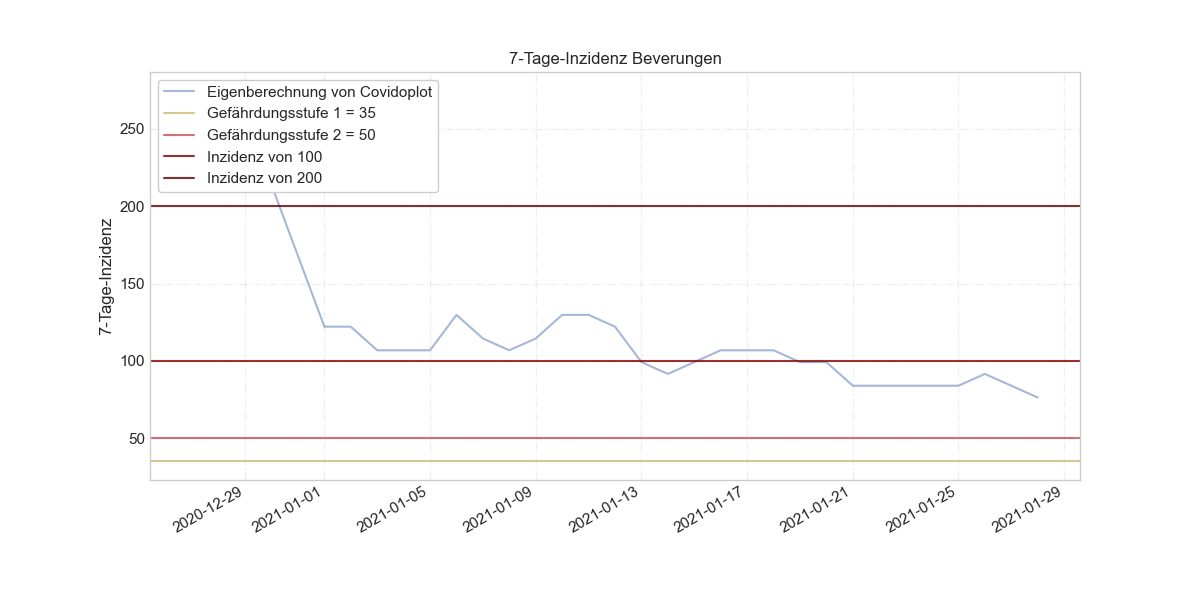 7-Tage-Inzidenz Beverungen
Eigenberechnung von Covidoplot
Gefährdungsstufe 1 = 35
Gefährdungsstufe 2 = 50
Inzidenz von 100
Inzidenz von 200
7-Tage-Inzidenz
250
200
150
100
50
2020-12-29
2021-01-01
2021-01-05
2021-01-09
2021-01-13
2021-01-17
2021-01-21
2021-01-25
2021-01-29